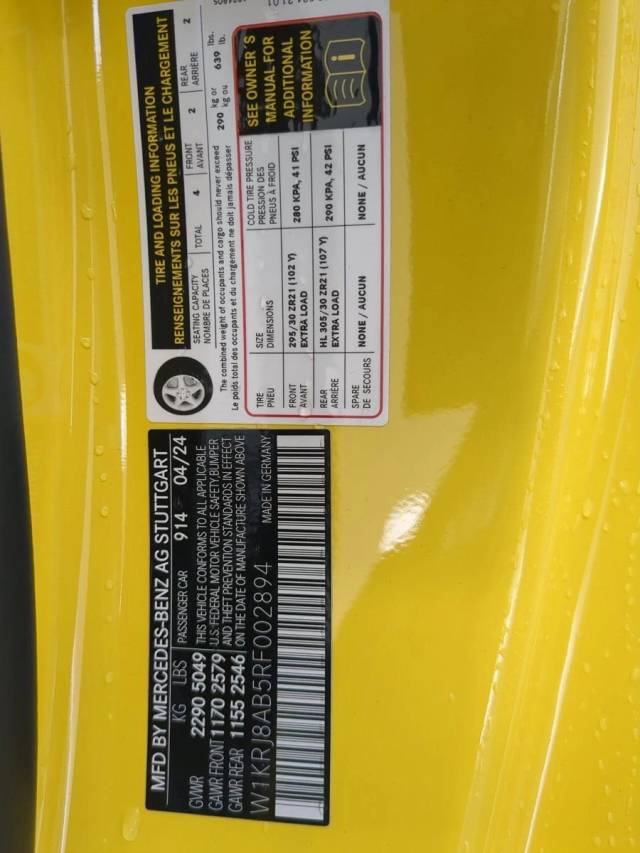 MFD BY MERCEDES-BENZ AG STUTTGART
KG LBS PASSENGER CAR 914 04/24
GVWR 2290 5049 THIS VEHICLE CONFORMS TO ALL APPLICABLE
GAWR FRONT 1170 2579 U.S. FEDERAL MOTOR VEHICLE SAFETY, BUMPER
GAWR REAR 1155 2546 AND THEFT PREVENTION STANDARDS IN EFFECT
ON THE DATE OF MANUFACTURE SHOWN ABOVE
W1KRJ8AB5RF002894 MADE IN GERMANY
TIRE AND LOADING INFORMATION
RENSEIGNEMENTS SUR LES PNEUS ET LE CHARGEMENT
SEATING CAPACITY TOTAL 4 FRONT 2 REAR 2
NOMBRE DE PLACES AVANT ARRIÈRE
The combined weight of occupants and cargo should never exceed 290 kg or 639 lbs.
Le poids total des occupants et du chargement ne doit jamais dépasser kg ou lb.
TIRE SIZE COLD TIRE PRESSURE
PNEU DIMENSIONS PRESSION DES
PNEUS À FROID
FRONT 295/30 ZR21 (102 Y) 280 KPA, 41 PSI
AVANT EXTRA LOAD
REAR HL 305/30 ZR21 (107 Y) 290 KPA, 42 PSI
ARRIÈRE EXTRA LOAD
SPARE NONE / AUCUN NONE / AUCUN
DE SECOURS
SEE OWNER'S
MANUAL FOR
ADDITIONAL
INFORMATION